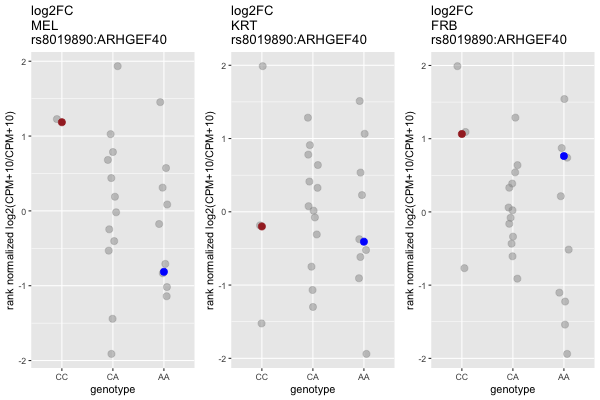 log2FC
MEL
rs8019890:ARHGEF40
rank normalized log2(CPM+10/CPM+10)
2
1
0
-1
-2
CC
CA
AA
genotype
log2FC
KRT
rs8019890:ARHGEF40
rank normalized log2(CPM+10/CPM+10)
2
1
0
-1
-2
CC
CA
AA
genotype
log2FC
FRB
rs8019890:ARHGEF40
rank normalized log2(CPM+10/CPM+10)
2
1
0
-1
-2
CC
CA
AA
genotype